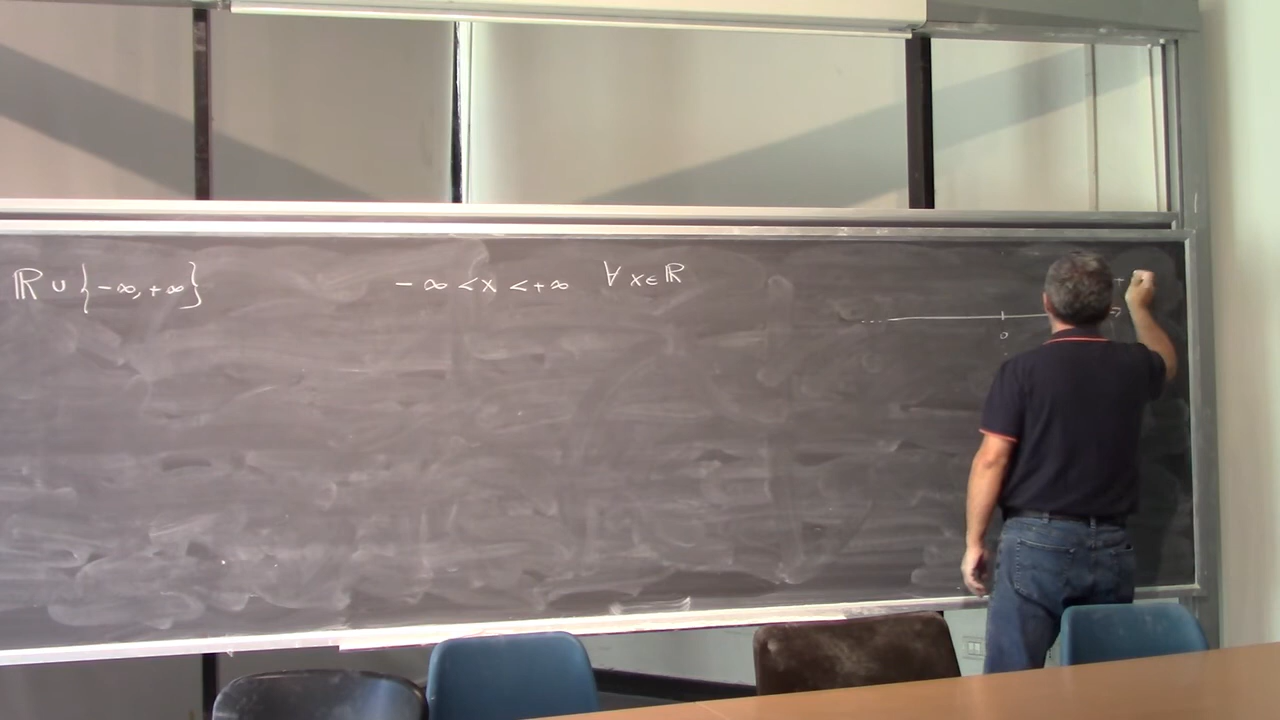 ℝ ∪ {-∞, +∞}
-∞ < x < +∞ ∀ x ∈ ℝ
0
+